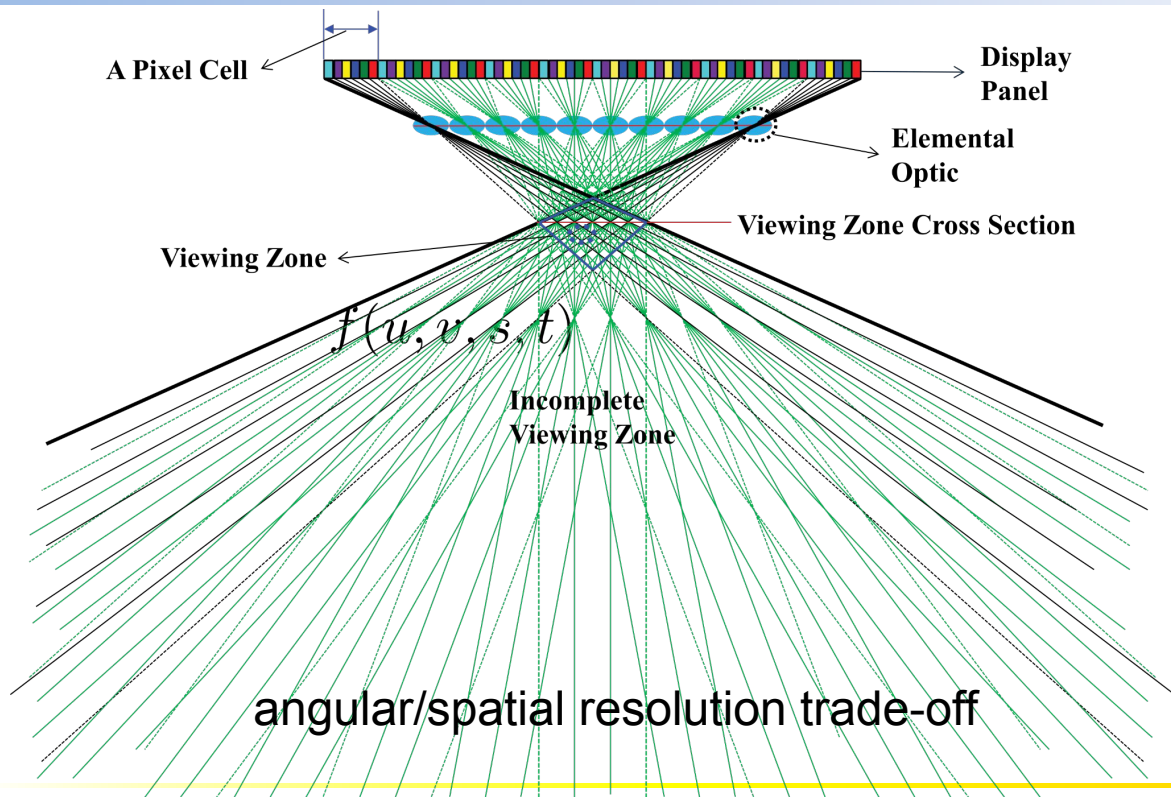 A Pixel Cell
Display
Panel
Elemental
Optic
Viewing Zone Cross Section
Viewing Zone
f(u, v, s, t)
Incomplete
Viewing Zone
angular/spatial resolution trade-off